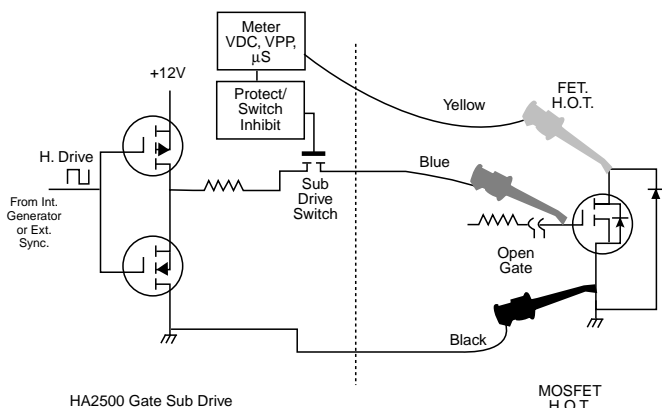 Meter
VDC, VPP,
µS
+12V
Protect/
Switch
Inhibit
FET.
H.O.T.
Yellow
H. Drive
Blue
From Int.
Generator
or Ext.
Sync.
Sub
Drive
Switch
Open
Gate
Black
HA2500 Gate Sub Drive
MOSFET
H.O.T.